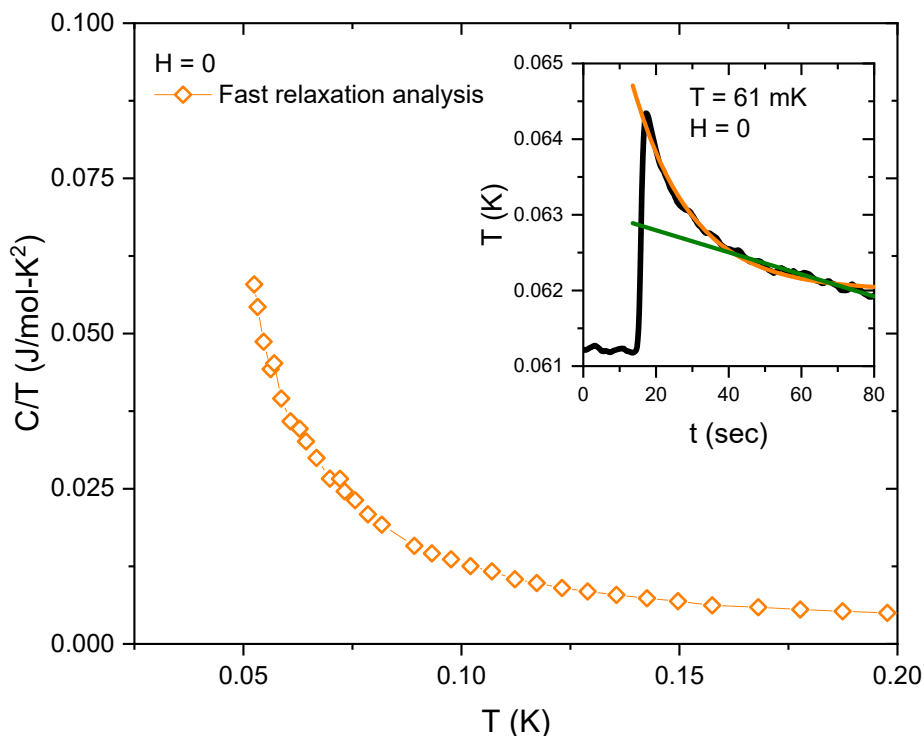 0.100
0.075
0.050
0.025
0.000
C/T (J/mol-K²)
H = 0
Fast relaxation analysis
0.05
0.10
0.15
0.20
T (K)
0.065
0.064
0.063
0.062
0.061
T (K)
T = 61 mK
H = 0
0
20
40
60
80
t (sec)